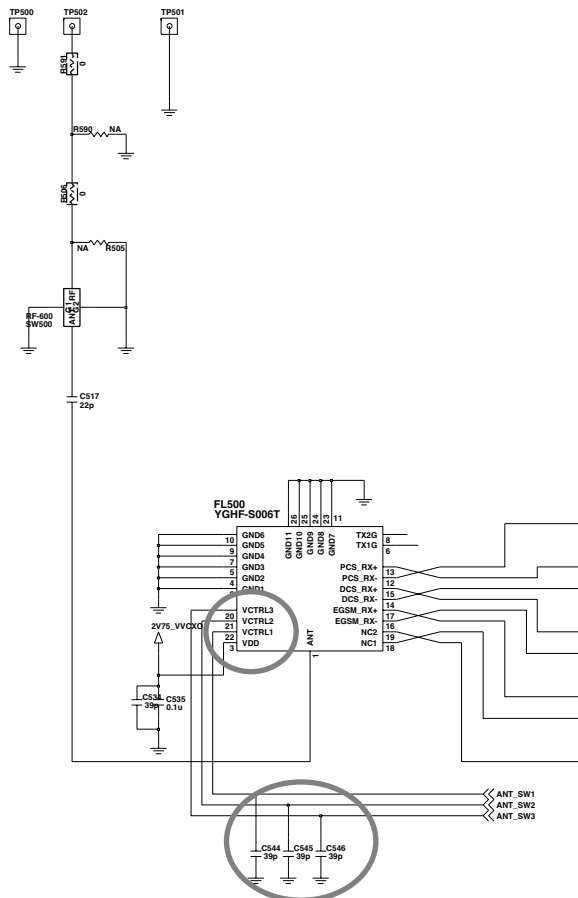 TP500
TP502
TP501
R591
0
R590 NA
R506
0
NA R505
G1
RF
ANT
G2
RF-600
SW500
C517
22p
FL500
YGHF-S006T
26
25
24
23
11
GND11
GND10
GND9
GND8
GND7
GND6
10
GND5
9
GND4
7
GND3
5
GND2
4
GND1
VCTRL3
20
VCTRL2
21
VCTRL1
22
VDD
3
ANT
1
TX2G
8
TX1G
6
PCS_RX+
13
PCS_RX-
12
DCS_RX+
15
DCS_RX-
14
EGSM_RX+
17
EGSM_RX-
16
NC2
19
NC1
18
2V75_VVCXO
C534
39p
C535
0.1u
ANT_SW1
ANT_SW2
ANT_SW3
C544
39p
C545
39p
C546
39p